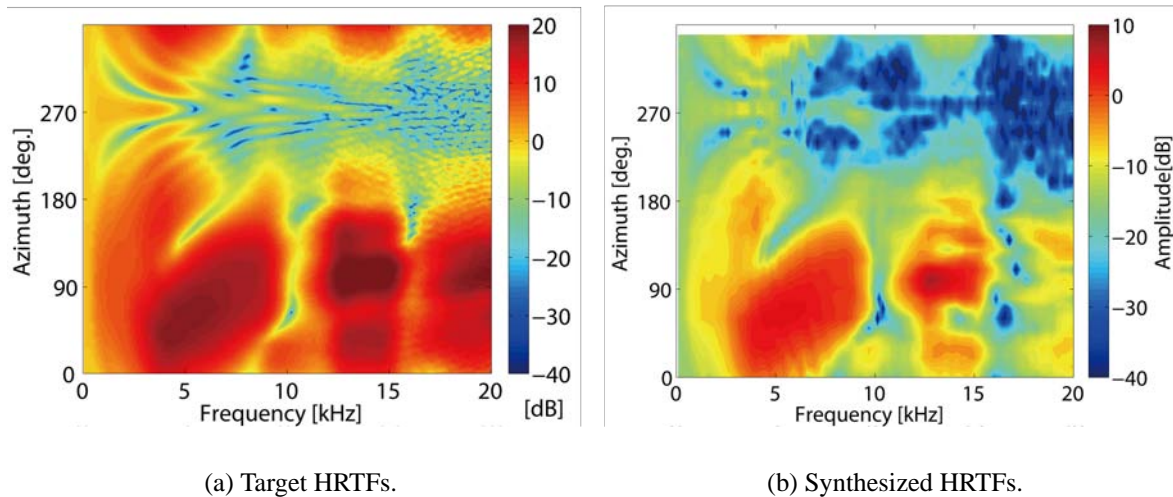 20
10
0
−10
−20
−30
−40
[dB]
270
180
90
0
Azimuth [deg.]
0 5 10 15 20
Frequency [kHz]
10
0
−10
−20
−30
−40
Amplitude[dB]
270
180
90
0
Azimuth [deg.]
0 5 10 15 20
Frequency [kHz]
(a) Target HRTFs.
(b) Synthesized HRTFs.